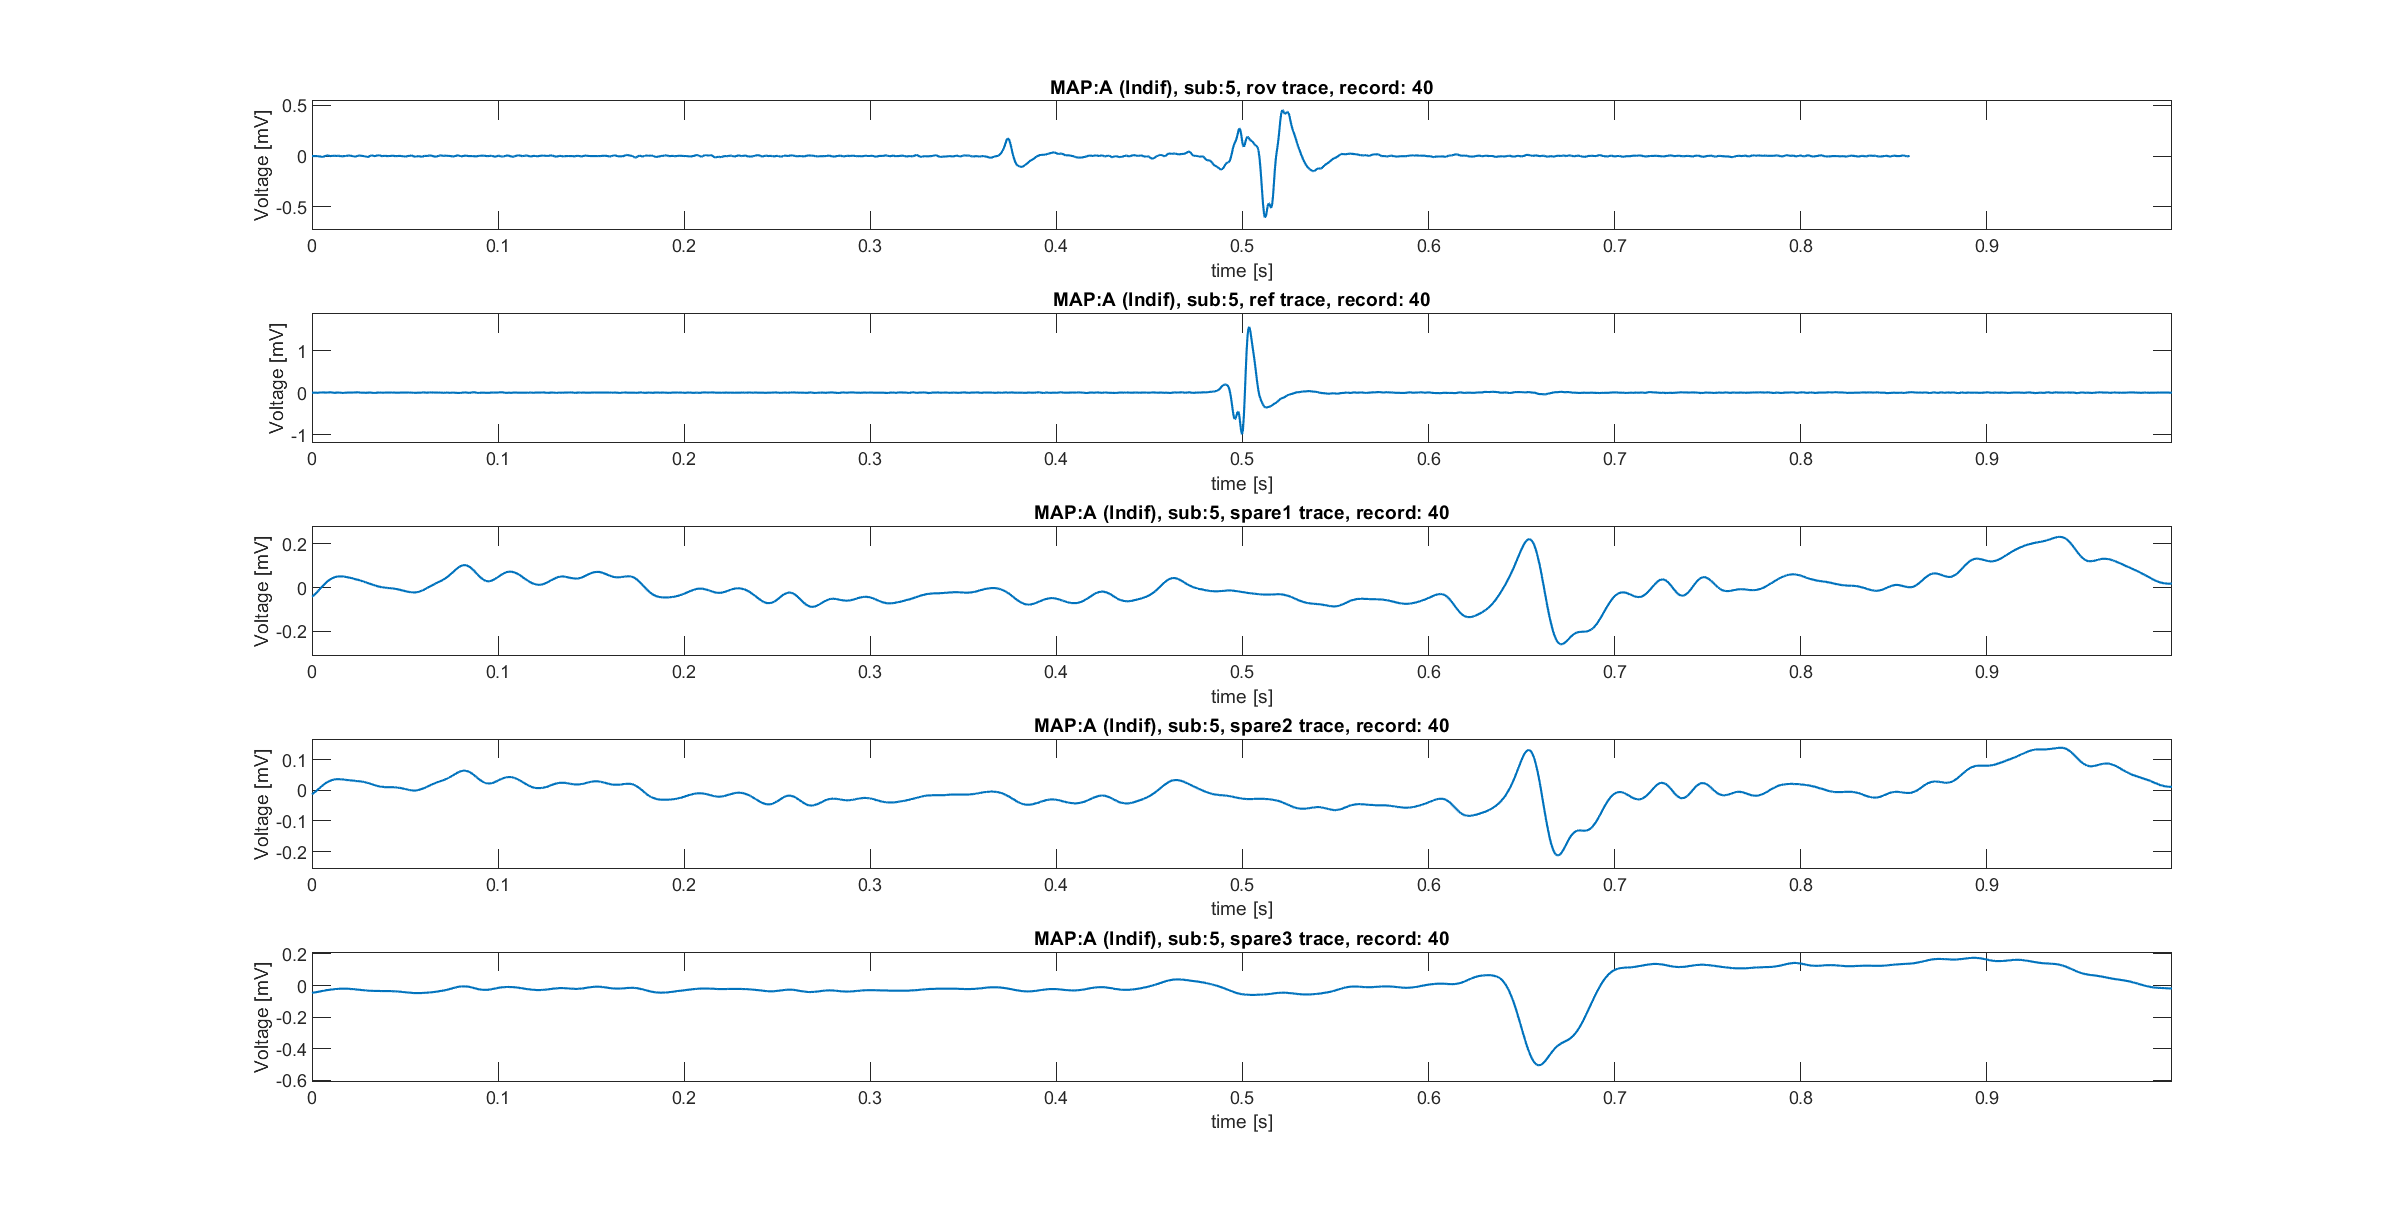 MAP:A (Indif), sub:5, rov trace, record: 40
Voltage [mV]
0.5
0
-0.5
0 0.1 0.2 0.3 0.4 0.5 0.6 0.7 0.8 0.9
time [s]
MAP:A (Indif), sub:5, ref trace, record: 40
Voltage [mV]
1
0
-1
0 0.1 0.2 0.3 0.4 0.5 0.6 0.7 0.8 0.9
time [s]
MAP:A (Indif), sub:5, spare1 trace, record: 40
Voltage [mV]
0.2
0
-0.2
0 0.1 0.2 0.3 0.4 0.5 0.6 0.7 0.8 0.9
time [s]
MAP:A (Indif), sub:5, spare2 trace, record: 40
Voltage [mV]
0.1
0
-0.1
-0.2
0 0.1 0.2 0.3 0.4 0.5 0.6 0.7 0.8 0.9
time [s]
MAP:A (Indif), sub:5, spare3 trace, record: 40
Voltage [mV]
0.2
0
-0.2
-0.4
-0.6
0 0.1 0.2 0.3 0.4 0.5 0.6 0.7 0.8 0.9
time [s]